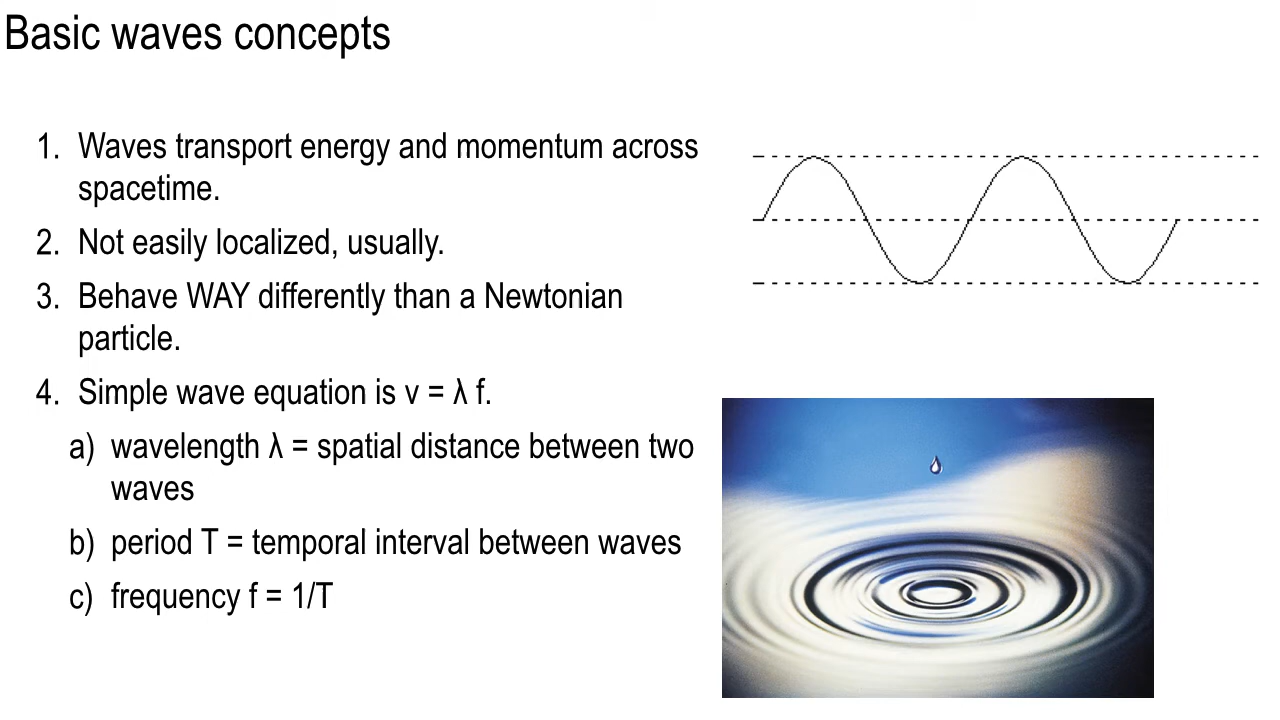 Basic waves concepts
1. Waves transport energy and momentum across
spacetime.
2. Not easily localized, usually.
3. Behave WAY differently than a Newtonian
particle.
4. Simple wave equation is v = λ f.
a) wavelength λ = spatial distance between two
waves
b) period T = temporal interval between waves
c) frequency f = 1/T